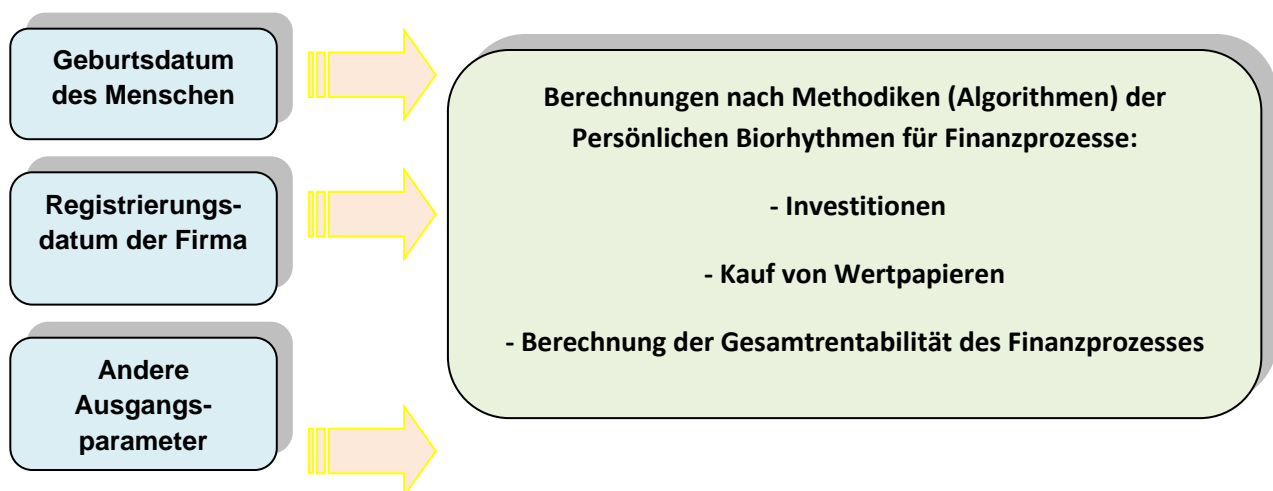 Geburtsdatum
des Menschen
Registrierungs-
datum der Firma
Andere
Ausgangs-
parameter
Berechnungen nach Methodiken (Algorithmen) der
Persönlichen Biorhythmen für Finanzprozesse:
- Investitionen
- Kauf von Wertpapieren
- Berechnung der Gesamtrentabilität des Finanzprozesses